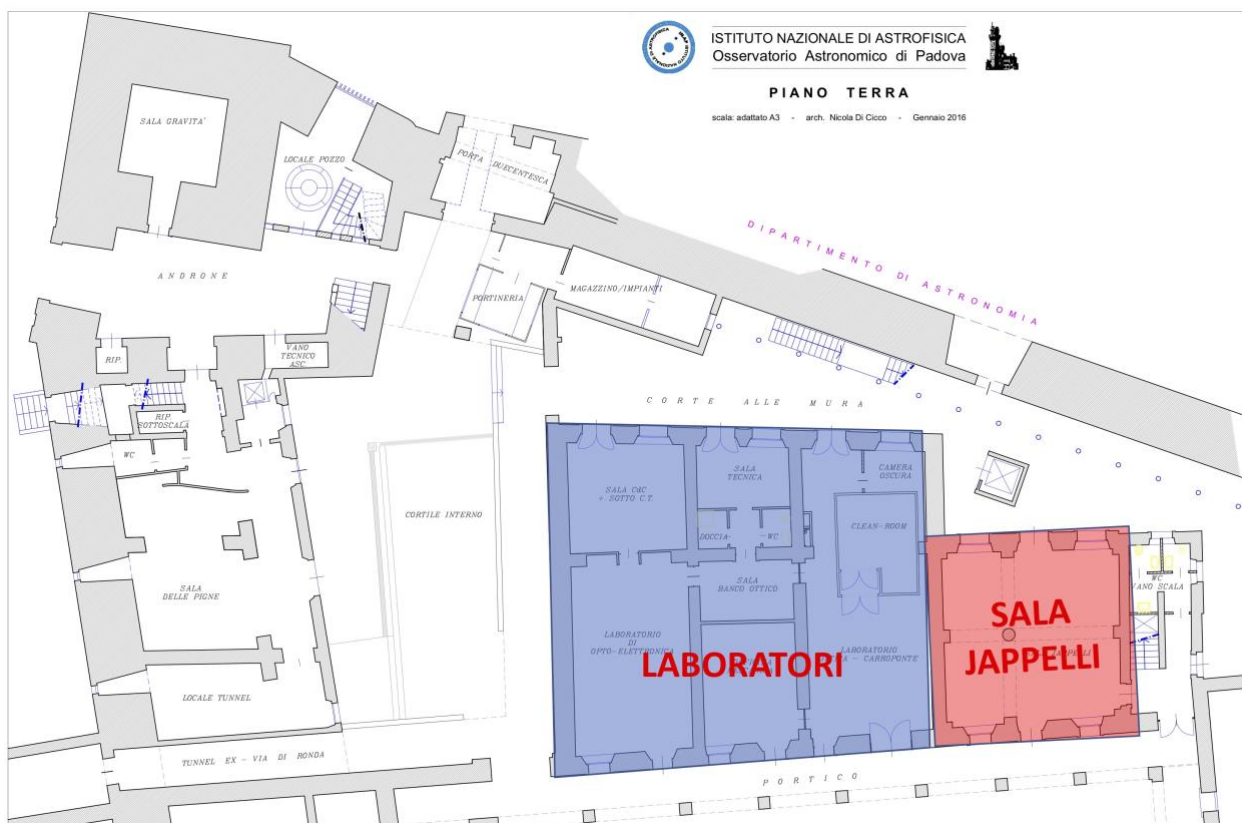 ISTITUTO NAZIONALE DI ASTROFISICA
Osservatorio Astronomico di Padova
PIANO TERRA
scala: adattato A3 - arch. Nicola Di Cicco - Gennaio 2016
SALA GRAVITA'
LOCALE POZZO
PORTA DUECENTESCA
DIPARTIMENTO DI ASTRONOMIA
ANDRONE
PORTINERIA
MAGAZZINO/IMPIANTI
RIP.
VANO
TECNICO
ASC.
CORTE ALLE MURA
RIP.
SOTTOSCALA
WC
SALA C&C
+ SOTTO C.T.
SALA
TECNICA
CAMERA
OSCURA
CORTILE INTERNO
DOCCIA
WC
CLEAN-ROOM
SALA
DELLE PIGNE
SALA
BANCO OTTICO
WC
VANO SCALA
LABORATORIO
DI
OPTO-ELETTRONICA
LABORATORIO
CARROPONTE
LABORATORI
SALA
JAPPELLI
LOCALE TUNNEL
TUNNEL EX-VIA DI RONDA
PORTICO